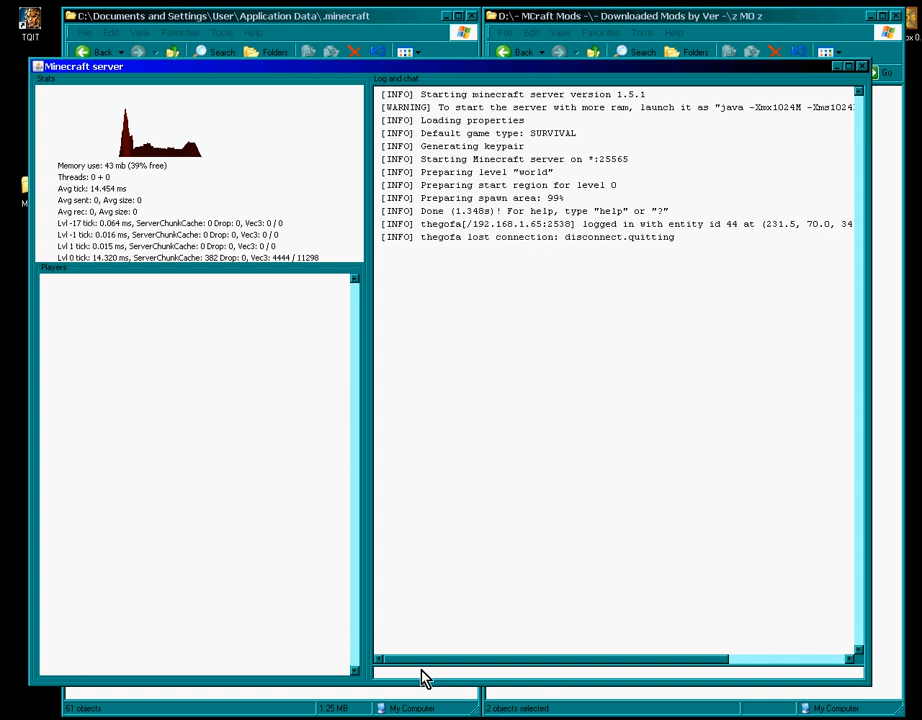 TQIT
C:\Documents and Settings\User\Application Data\.minecraft
D:\- MCraft Mods -\- Downloaded Mods by Ver -\z MO z
File Edit View Favorites Tools Help
File Edit View Favorites Tools Help
Back Search Folders
Back Search Folders
Go
Minecraft server
Stats
Memory use: 43 mb (39% free)
Threads: 0 + 0
Avg tick: 14.454 ms
Avg sent: 0, Avg size: 0
Avg rec: 0, Avg size: 0
Lvl -17 tick: 0.064 ms, ServerChunkCache: 0 Drop: 0, Vec3: 0 / 0
Lvl -1 tick: 0.016 ms, ServerChunkCache: 0 Drop: 0, Vec3: 0 / 0
Lvl 1 tick: 0.015 ms, ServerChunkCache: 0 Drop: 0, Vec3: 0 / 0
Lvl 0 tick: 14.320 ms, ServerChunkCache: 382 Drop: 0, Vec3: 4444 / 11298
Players
Log and chat
[INFO] Starting minecraft server version 1.5.1
[WARNING] To start the server with more ram, launch it as "java -Xmx1024M -Xms1024
[INFO] Loading properties
[INFO] Default game type: SURVIVAL
[INFO] Generating keypair
[INFO] Starting Minecraft server on *:25565
[INFO] Preparing level "world"
[INFO] Preparing start region for level 0
[INFO] Preparing spawn area: 99%
[INFO] Done (1.348s)! For help, type "help" or "?"
[INFO] thegofa[/192.168.1.65:2538] logged in with entity id 44 at (231.5, 70.0, 34
[INFO] thegofa lost connection: disconnect.quitting
61 objects 1.25 MB My Computer
2 objects selected My Computer